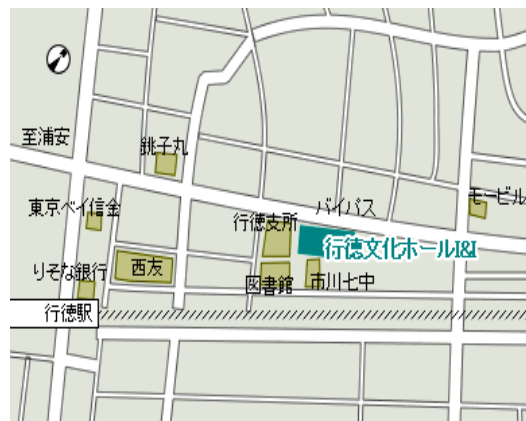 至浦安
銚子丸
モービル
東京ベイ信金
バイパス
行徳支所
行徳文化ホールI&I
りそな銀行
西友
図書館
市川七中
行徳駅